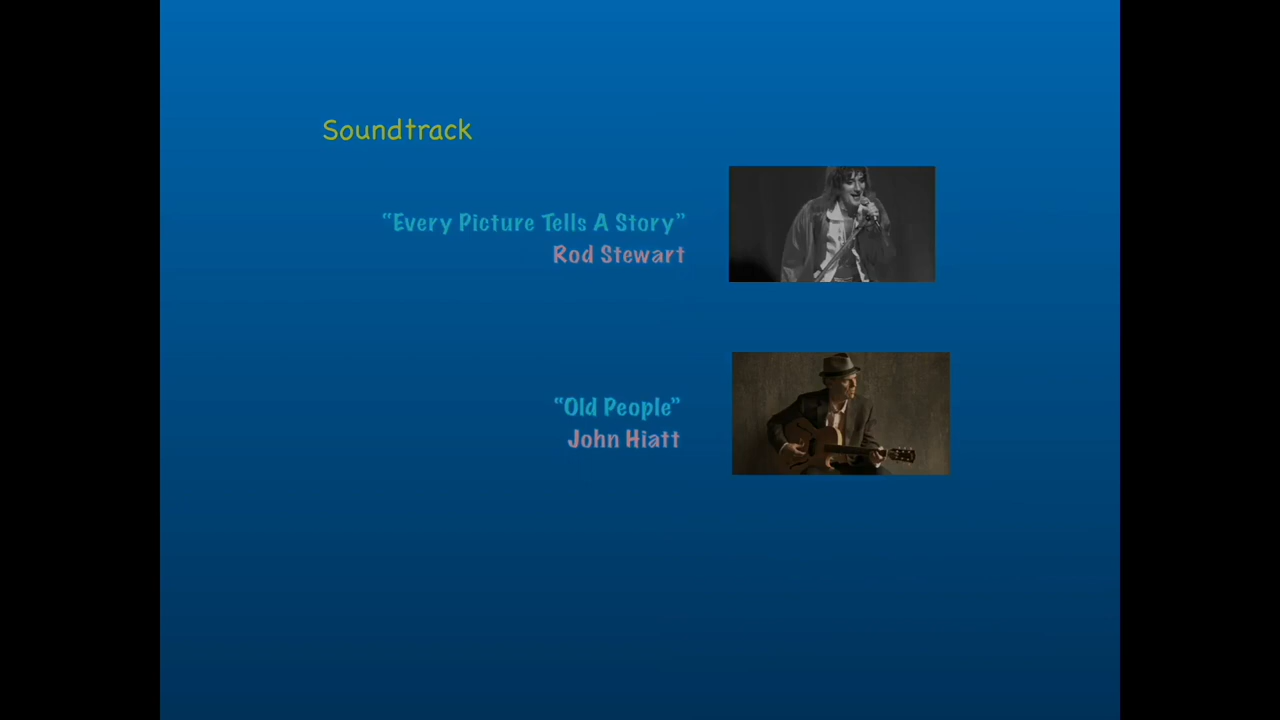 Soundtrack
“Every Picture Tells A Story”
Rod Stewart
“Old People”
John Hiatt